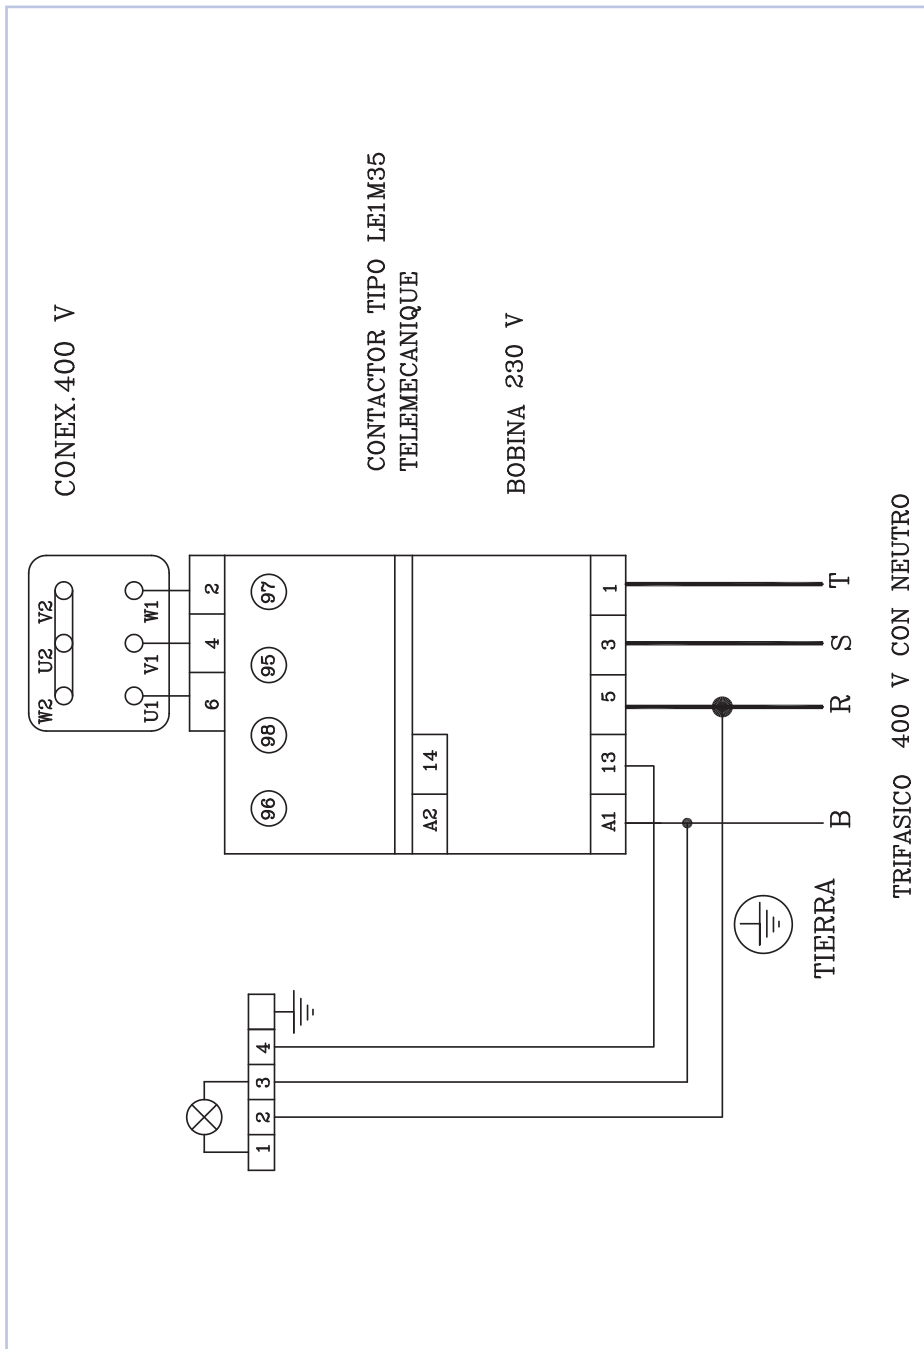 CONEX.400 V
W2 U2 V2
U1 V1 W1
6 4 2
96 98 95 97
CONTACTOR TIPO LE1M35
TELEMECANIQUE
A2 14
BOBINA 230 V
A1 13 5 3 1
1 2 3 4
TIERRA
B R S T
TRIFASICO 400 V CON NEUTRO